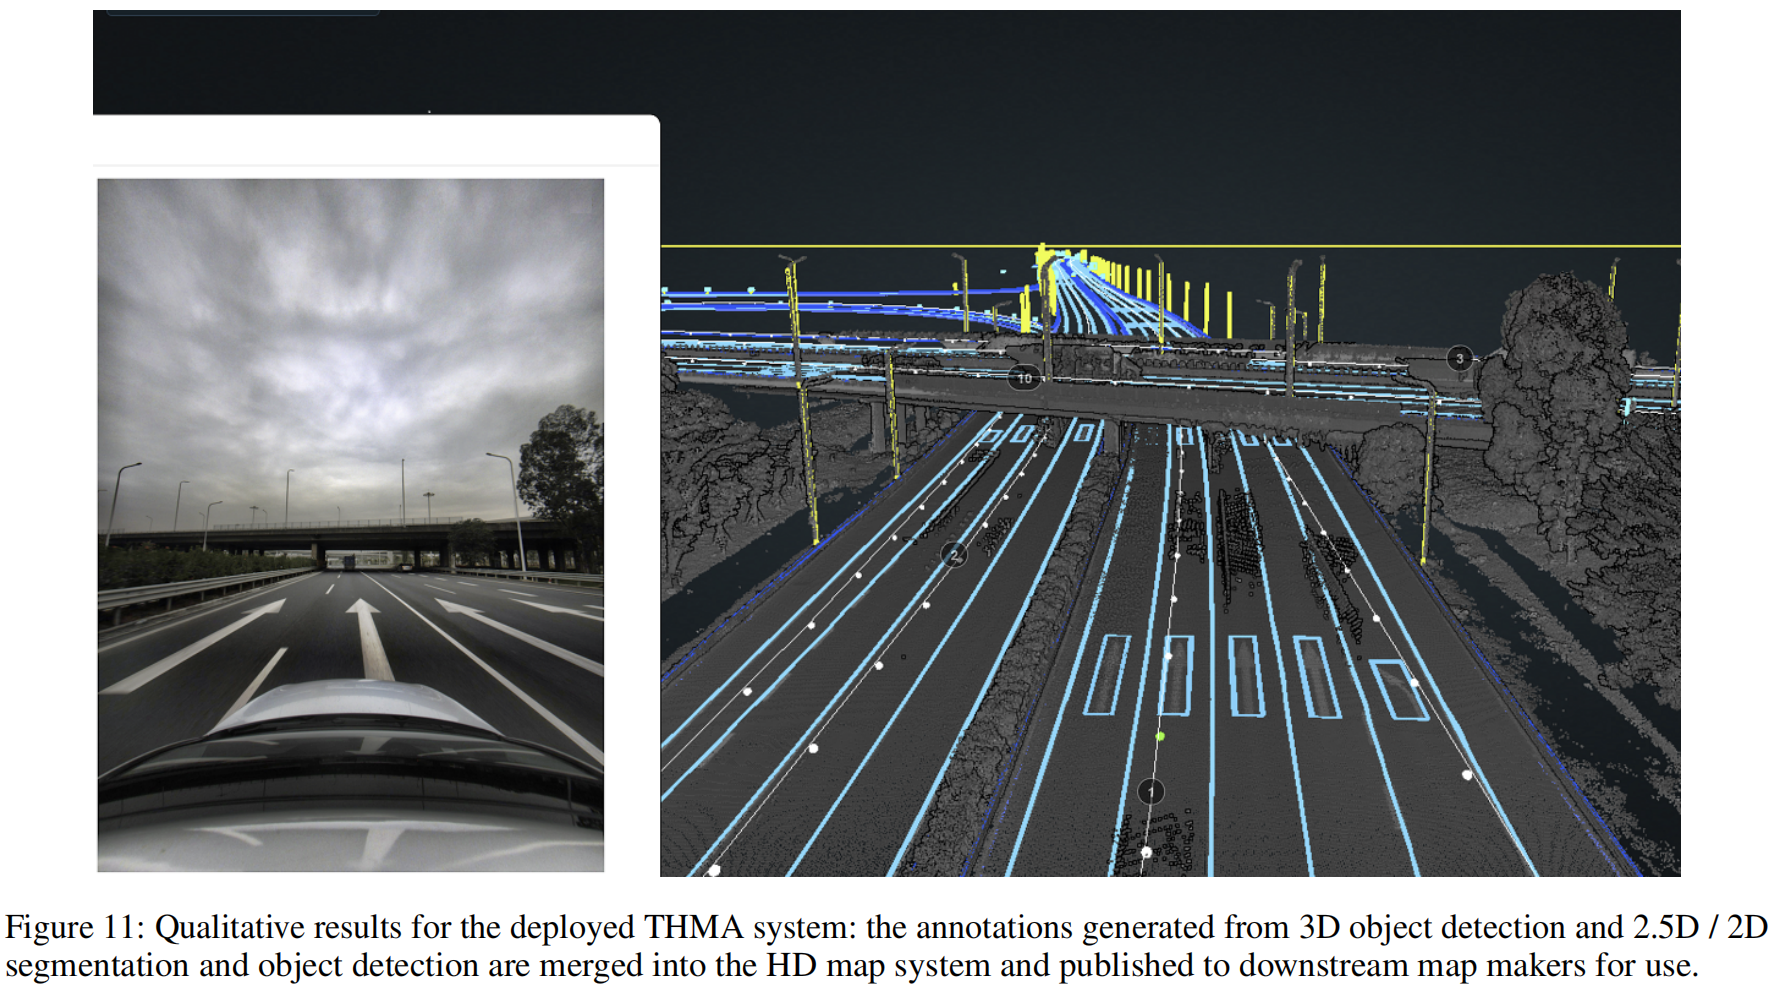 3
10
2
1
Figure 11: Qualitative results for the deployed THMA system: the annotations generated from 3D object detection and 2.5D / 2D
segmentation and object detection are merged into the HD map system and published to downstream map makers for use.